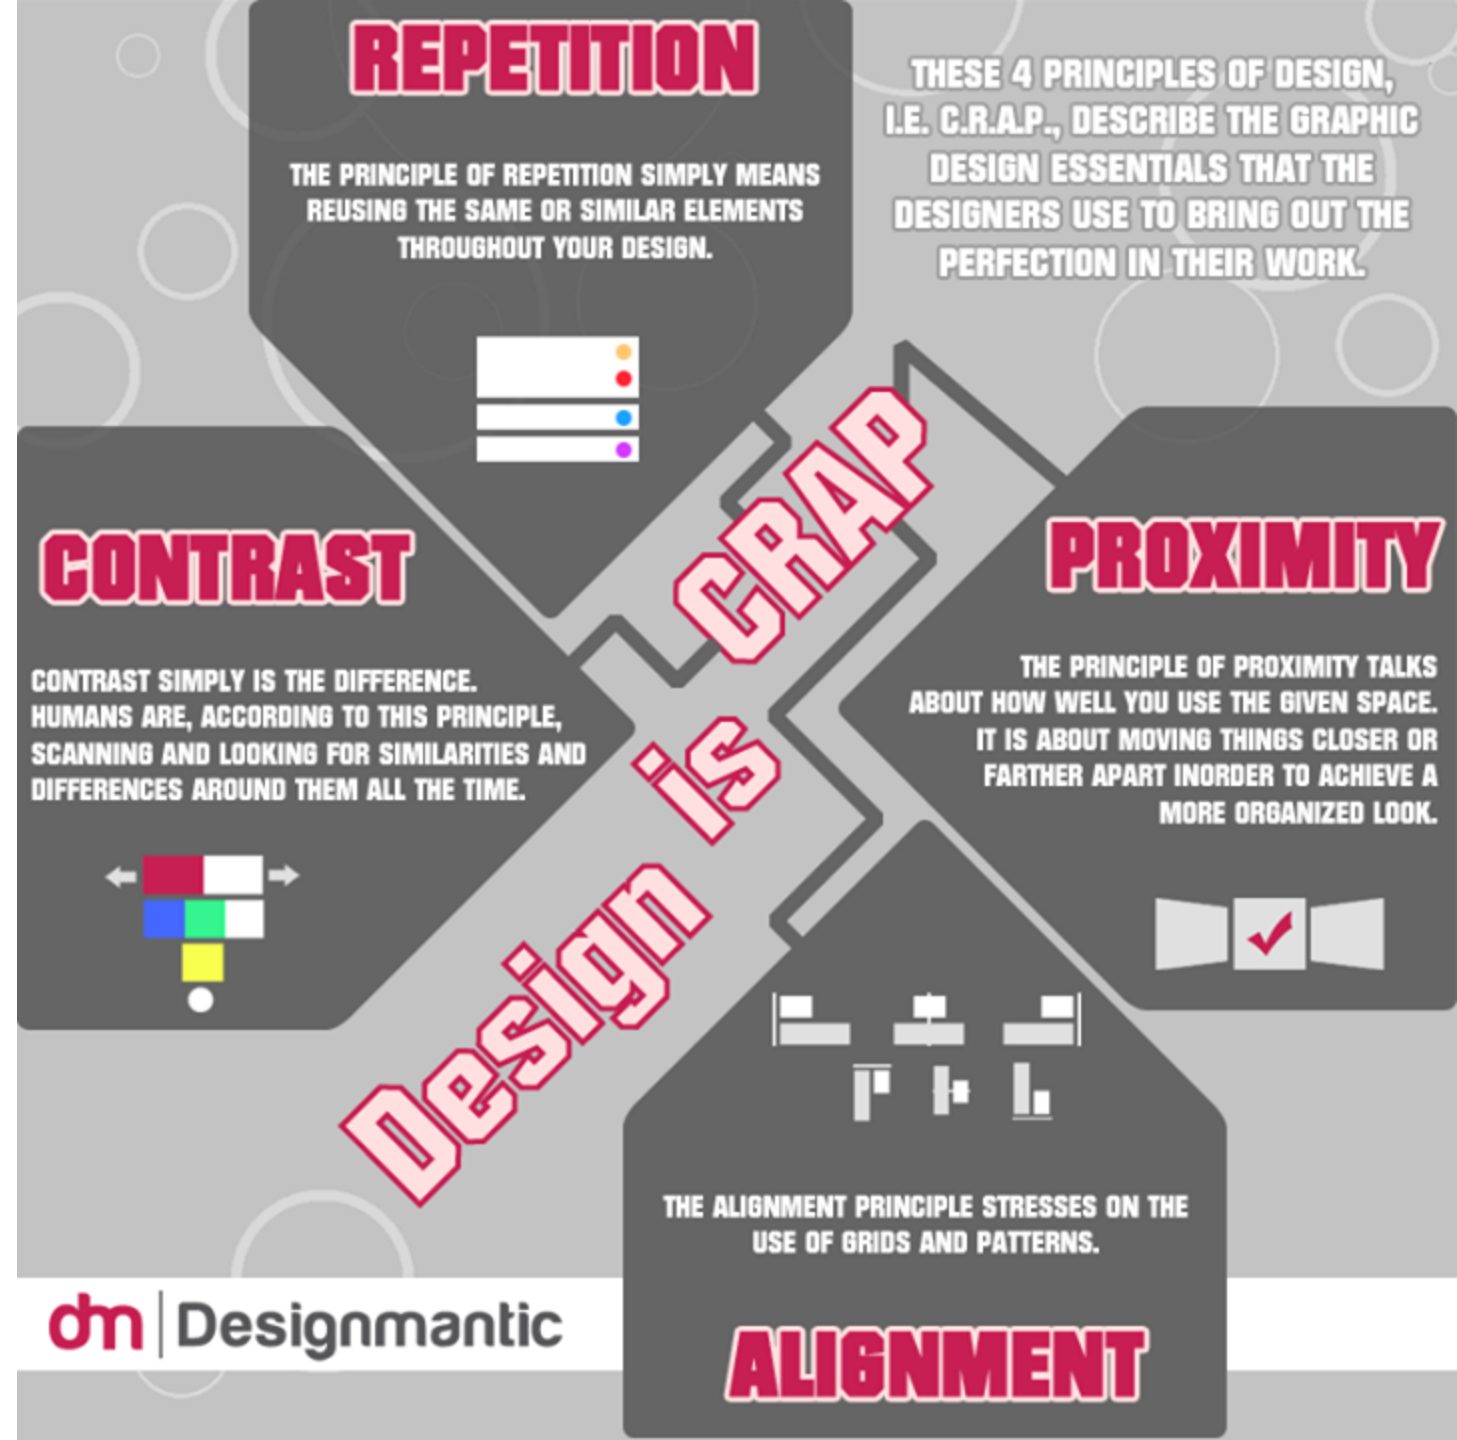 REPETITION
THE PRINCIPLE OF REPETITION SIMPLY MEANS
REUSING THE SAME OR SIMILAR ELEMENTS
THROUGHOUT YOUR DESIGN.
THESE 4 PRINCIPLES OF DESIGN,
I.E. C.R.A.P., DESCRIBE THE GRAPHIC
DESIGN ESSENTIALS THAT THE
DESIGNERS USE TO BRING OUT THE
PERFECTION IN THEIR WORK.
CONTRAST
CONTRAST SIMPLY IS THE DIFFERENCE.
HUMANS ARE, ACCORDING TO THIS PRINCIPLE,
SCANNING AND LOOKING FOR SIMILARITIES AND
DIFFERENCES AROUND THEM ALL THE TIME.
Design is CRAP
PROXIMITY
THE PRINCIPLE OF PROXIMITY TALKS
ABOUT HOW WELL YOU USE THE GIVEN SPACE.
IT IS ABOUT MOVING THINGS CLOSER OR
FARTHER APART INORDER TO ACHIEVE A
MORE ORGANIZED LOOK.
THE ALIGNMENT PRINCIPLE STRESSES ON THE
USE OF GRIDS AND PATTERNS.
ALIGNMENT
dm | Designmantic